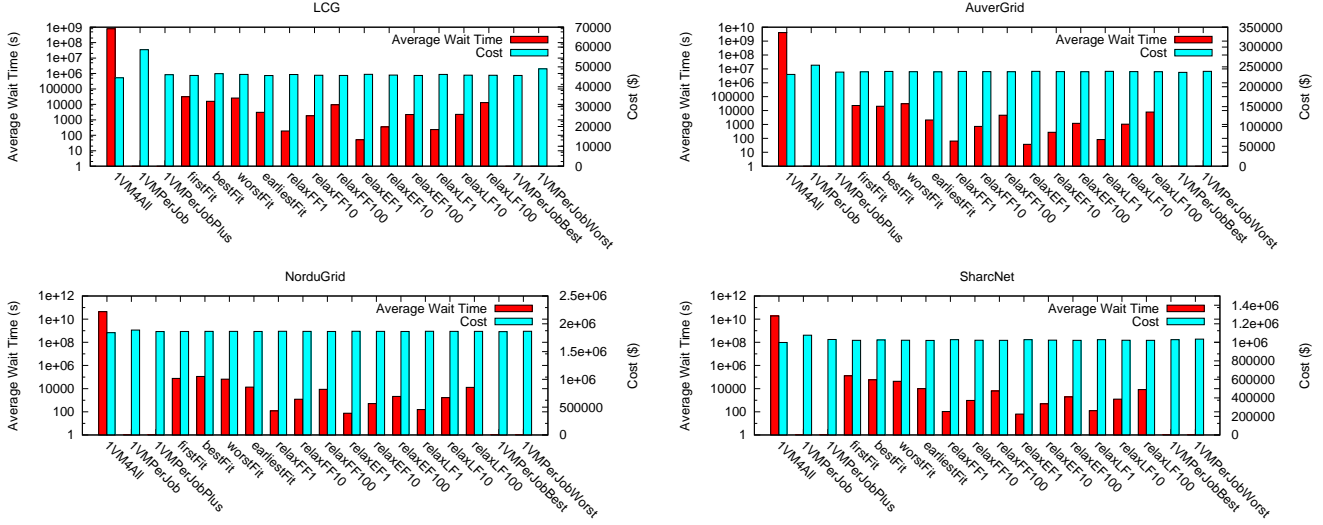 LCG
Average Wait Time (s)
1e+09
1e+08
1e+07
1e+06
100000
10000
1000
100
10
1
Average Wait Time
Cost
70000
60000
50000
40000
30000
20000
10000
0
Cost ($)
1VM4All
1VMPerJob
1VMPerJobPlus
firstFit
bestFit
worstFit
earliestFit
relaxFF1
relaxFF10
relaxFF100
relaxEF1
relaxEF10
relaxEF100
relaxLF1
relaxLF10
relaxLF100
1VMPerJobBest
1VMPerJobWorst
AuverGrid
Average Wait Time (s)
1e+10
1e+09
1e+08
1e+07
1e+06
100000
10000
1000
100
10
1
Average Wait Time
Cost
350000
300000
250000
200000
150000
100000
50000
0
Cost ($)
1VM4All
1VMPerJob
1VMPerJobPlus
firstFit
bestFit
worstFit
earliestFit
relaxFF1
relaxFF10
relaxFF100
relaxEF1
relaxEF10
relaxEF100
relaxLF1
relaxLF10
relaxLF100
1VMPerJobBest
1VMPerJobWorst
NorduGrid
Average Wait Time (s)
1e+12
1e+10
1e+08
1e+06
10000
100
1
Average Wait Time
Cost
2.5e+06
2e+06
1.5e+06
1e+06
500000
0
Cost ($)
1VM4All
1VMPerJob
1VMPerJobPlus
firstFit
bestFit
worstFit
earliestFit
relaxFF1
relaxFF10
relaxFF100
relaxEF1
relaxEF10
relaxEF100
relaxLF1
relaxLF10
relaxLF100
1VMPerJobBest
1VMPerJobWorst
SharcNet
Average Wait Time (s)
1e+12
1e+10
1e+08
1e+06
10000
100
1
Average Wait Time
Cost
1.4e+06
1.2e+06
1e+06
800000
600000
400000
200000
0
Cost ($)
1VM4All
1VMPerJob
1VMPerJobPlus
firstFit
bestFit
worstFit
earliestFit
relaxFF1
relaxFF10
relaxFF100
relaxEF1
relaxEF10
relaxEF100
relaxLF1
relaxLF10
relaxLF100
1VMPerJobBest
1VMPerJobWorst